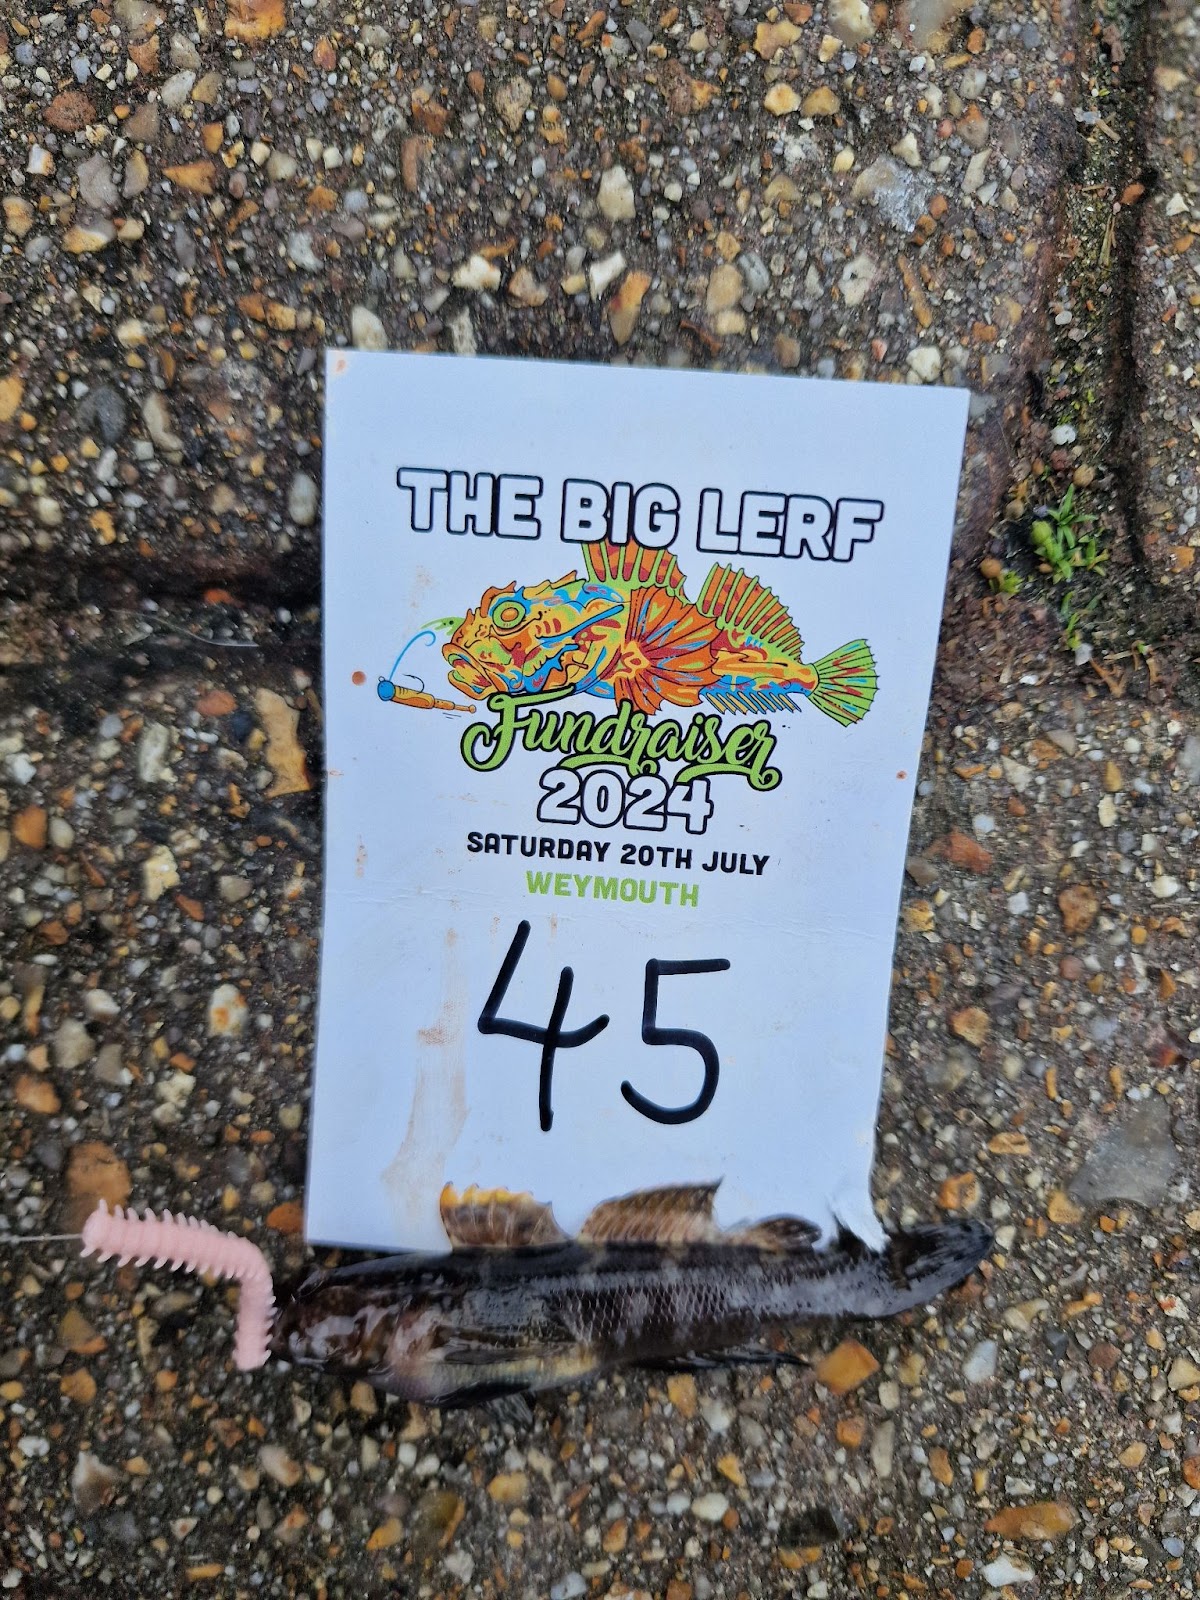 THE BIG LERF
Fundraiser
2024
SATURDAY 20TH JULY
WEYMOUTH
45